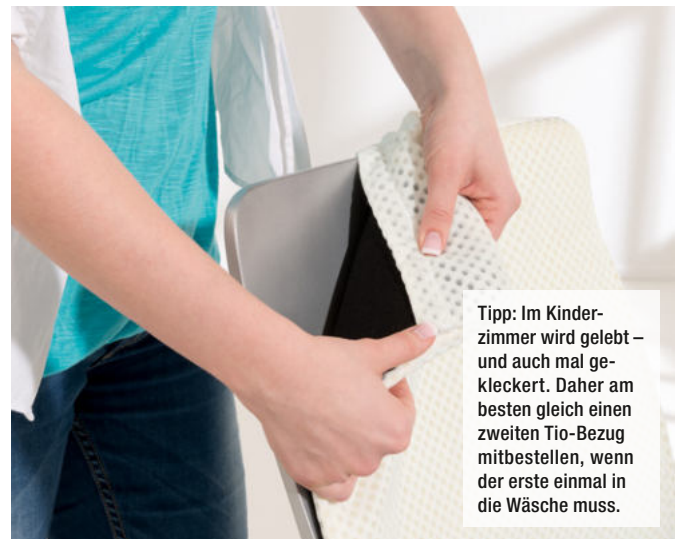 Tipp: Im Kinder-
zimmer wird gelebt –
und auch mal ge-
kleckert. Daher am
besten gleich einen
zweiten Tio-Bezug
mitbestellen, wenn
der erste einmal in
die Wäsche muss.